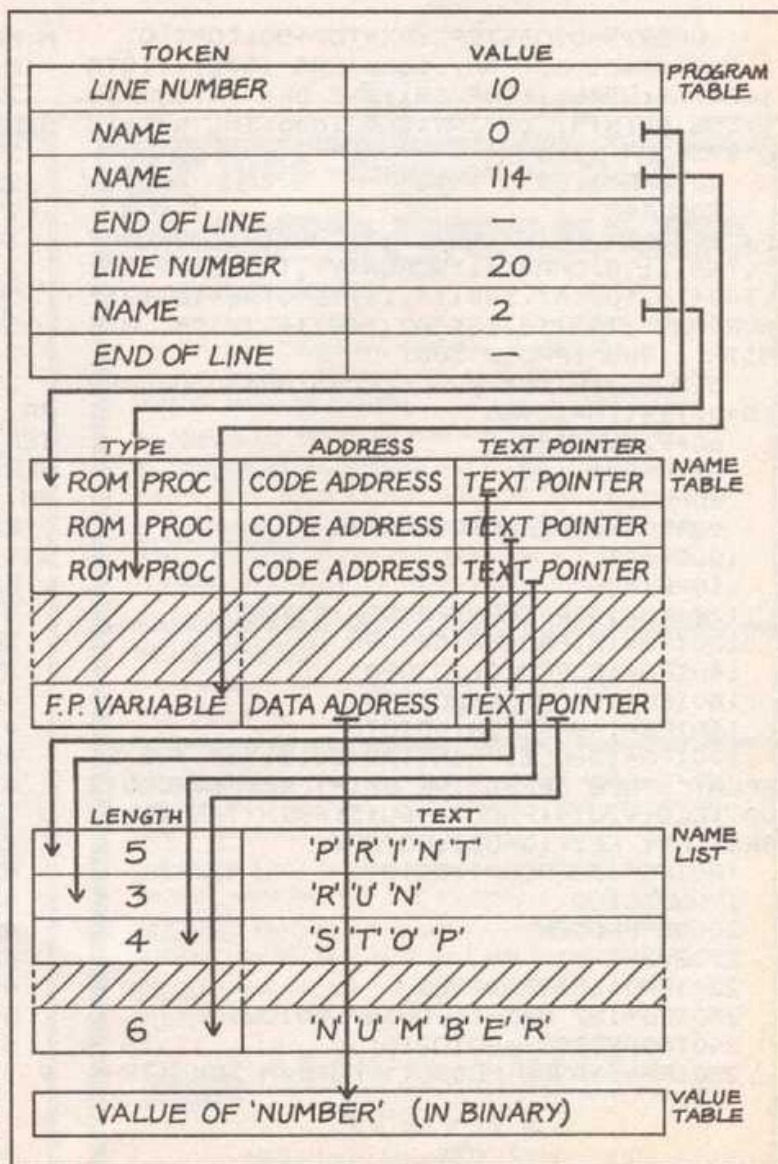 TOKEN VALUE
PROGRAM TABLE
LINE NUMBER 10
NAME 0
NAME 114
END OF LINE —
LINE NUMBER 20
NAME 2
END OF LINE —
TYPE ADDRESS TEXT POINTER
NAME TABLE
ROM PROC CODE ADDRESS TEXT POINTER
ROM PROC CODE ADDRESS TEXT POINTER
ROM PROC CODE ADDRESS TEXT POINTER
F.P. VARIABLE DATA ADDRESS TEXT POINTER
LENGTH TEXT
NAME LIST
5 'P' 'R' 'I' 'N' 'T'
3 'R' 'U' 'N'
4 'S' 'T' 'O' 'P'
6 'N' 'U' 'M' 'B' 'E' 'R'
VALUE OF 'NUMBER' (IN BINARY)
VALUE TABLE